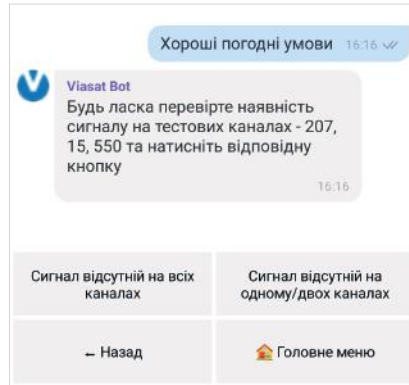 Хороші погодні умови 16:16
Viasat Bot
Будь ласка перевірте наявність
сигналу на тестових каналах - 207,
15, 550 та натисніть відповідну
кнопку
16:16
Сигнал відсутній на всіх
каналах
Сигнал відсутній на
одному/двох каналах
← Назад
Головне меню